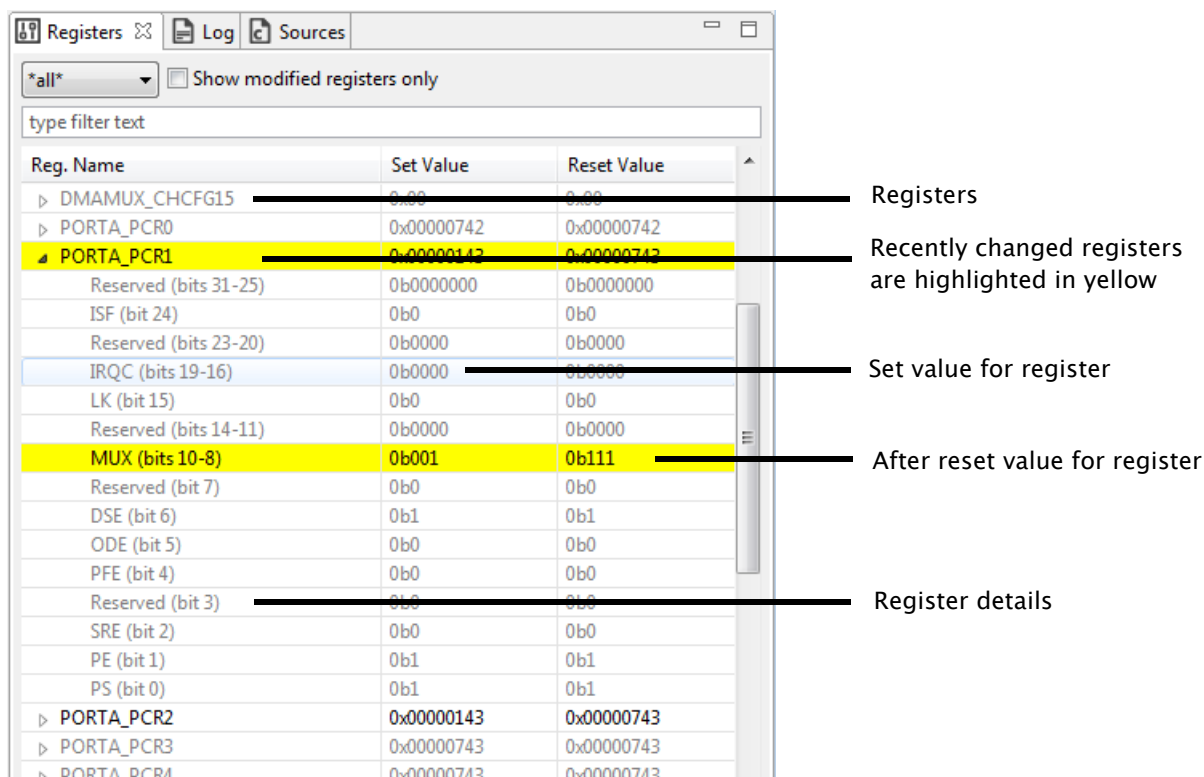 Registers Log Sources
*all* Show modified registers only
type filter text
Reg. Name Set Value Reset Value
DMAMUX_CHCFG15 0x00 0x00
Registers
PORTA_PCR0 0x00000742 0x00000742
PORTA_PCR1 0x00000143 0x00000743
Recently changed registers
are highlighted in yellow
Reserved (bits 31-25) 0b0000000 0b0000000
ISF (bit 24) 0b0 0b0
Reserved (bits 23-20) 0b0000 0b0000
IRQC (bits 19-16) 0b0000 0b0000
Set value for register
LK (bit 15) 0b0 0b0
Reserved (bits 14-11) 0b0000 0b0000
MUX (bits 10-8) 0b001 0b111
After reset value for register
Reserved (bit 7) 0b0 0b0
DSE (bit 6) 0b1 0b1
ODE (bit 5) 0b0 0b0
PFE (bit 4) 0b0 0b0
Reserved (bit 3) 0b0 0b0
Register details
SRE (bit 2) 0b0 0b0
PE (bit 1) 0b1 0b1
PS (bit 0) 0b1 0b1
PORTA_PCR2 0x00000143 0x00000743
PORTA_PCR3 0x00000743 0x00000743
PORTA_PCR4 0x00000743 0x00000743